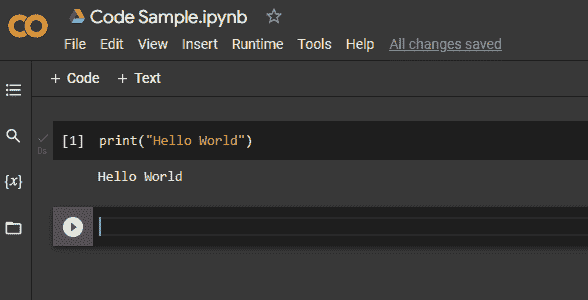 Code Sample.ipynb
File Edit View Insert Runtime Tools Help All changes saved
+ Code + Text
[1] print("Hello World")
0s
Hello World
{x}